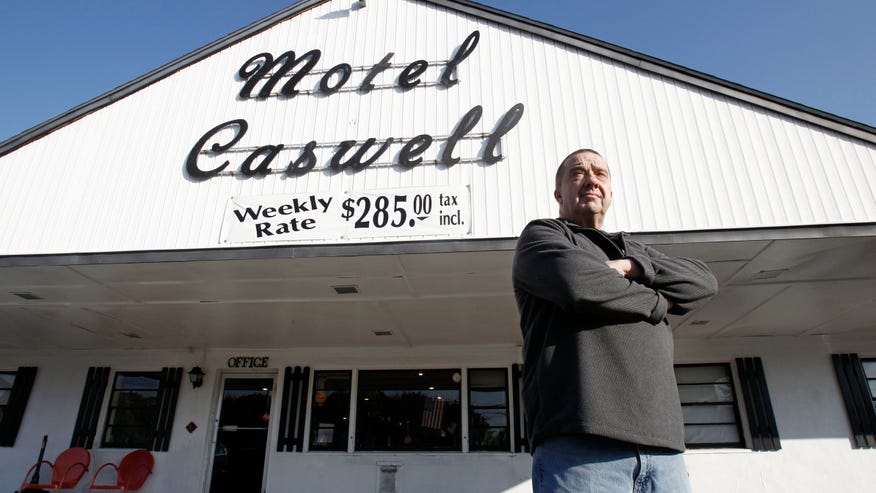 Motel
Caswell
Weekly Rate $285.00 tax incl.
OFFICE